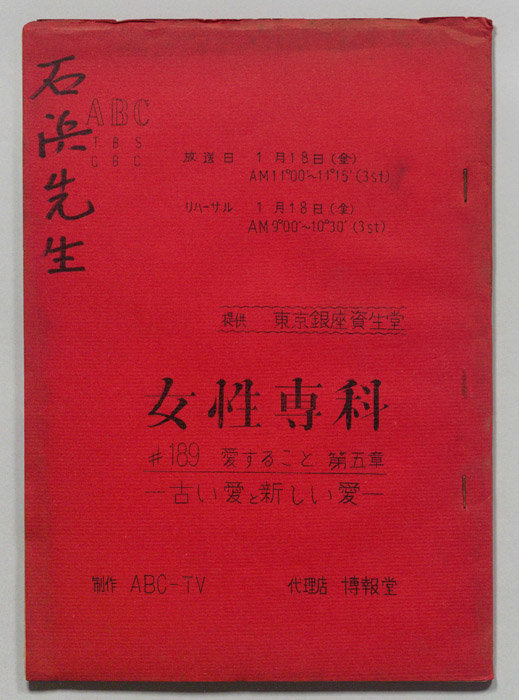 石浜先生
ABC
TBS
CBC
放送日 1月18日(金)
AM11°00'~11°15'(3st)
リハーサル 1月18日(金)
AM9°00'~10°30'(3st)
提供 東京銀座資生堂
女性専科
#189 愛すること 第五章
―古い愛と新しい愛―
制作 ABC-TV 代理店 博報堂